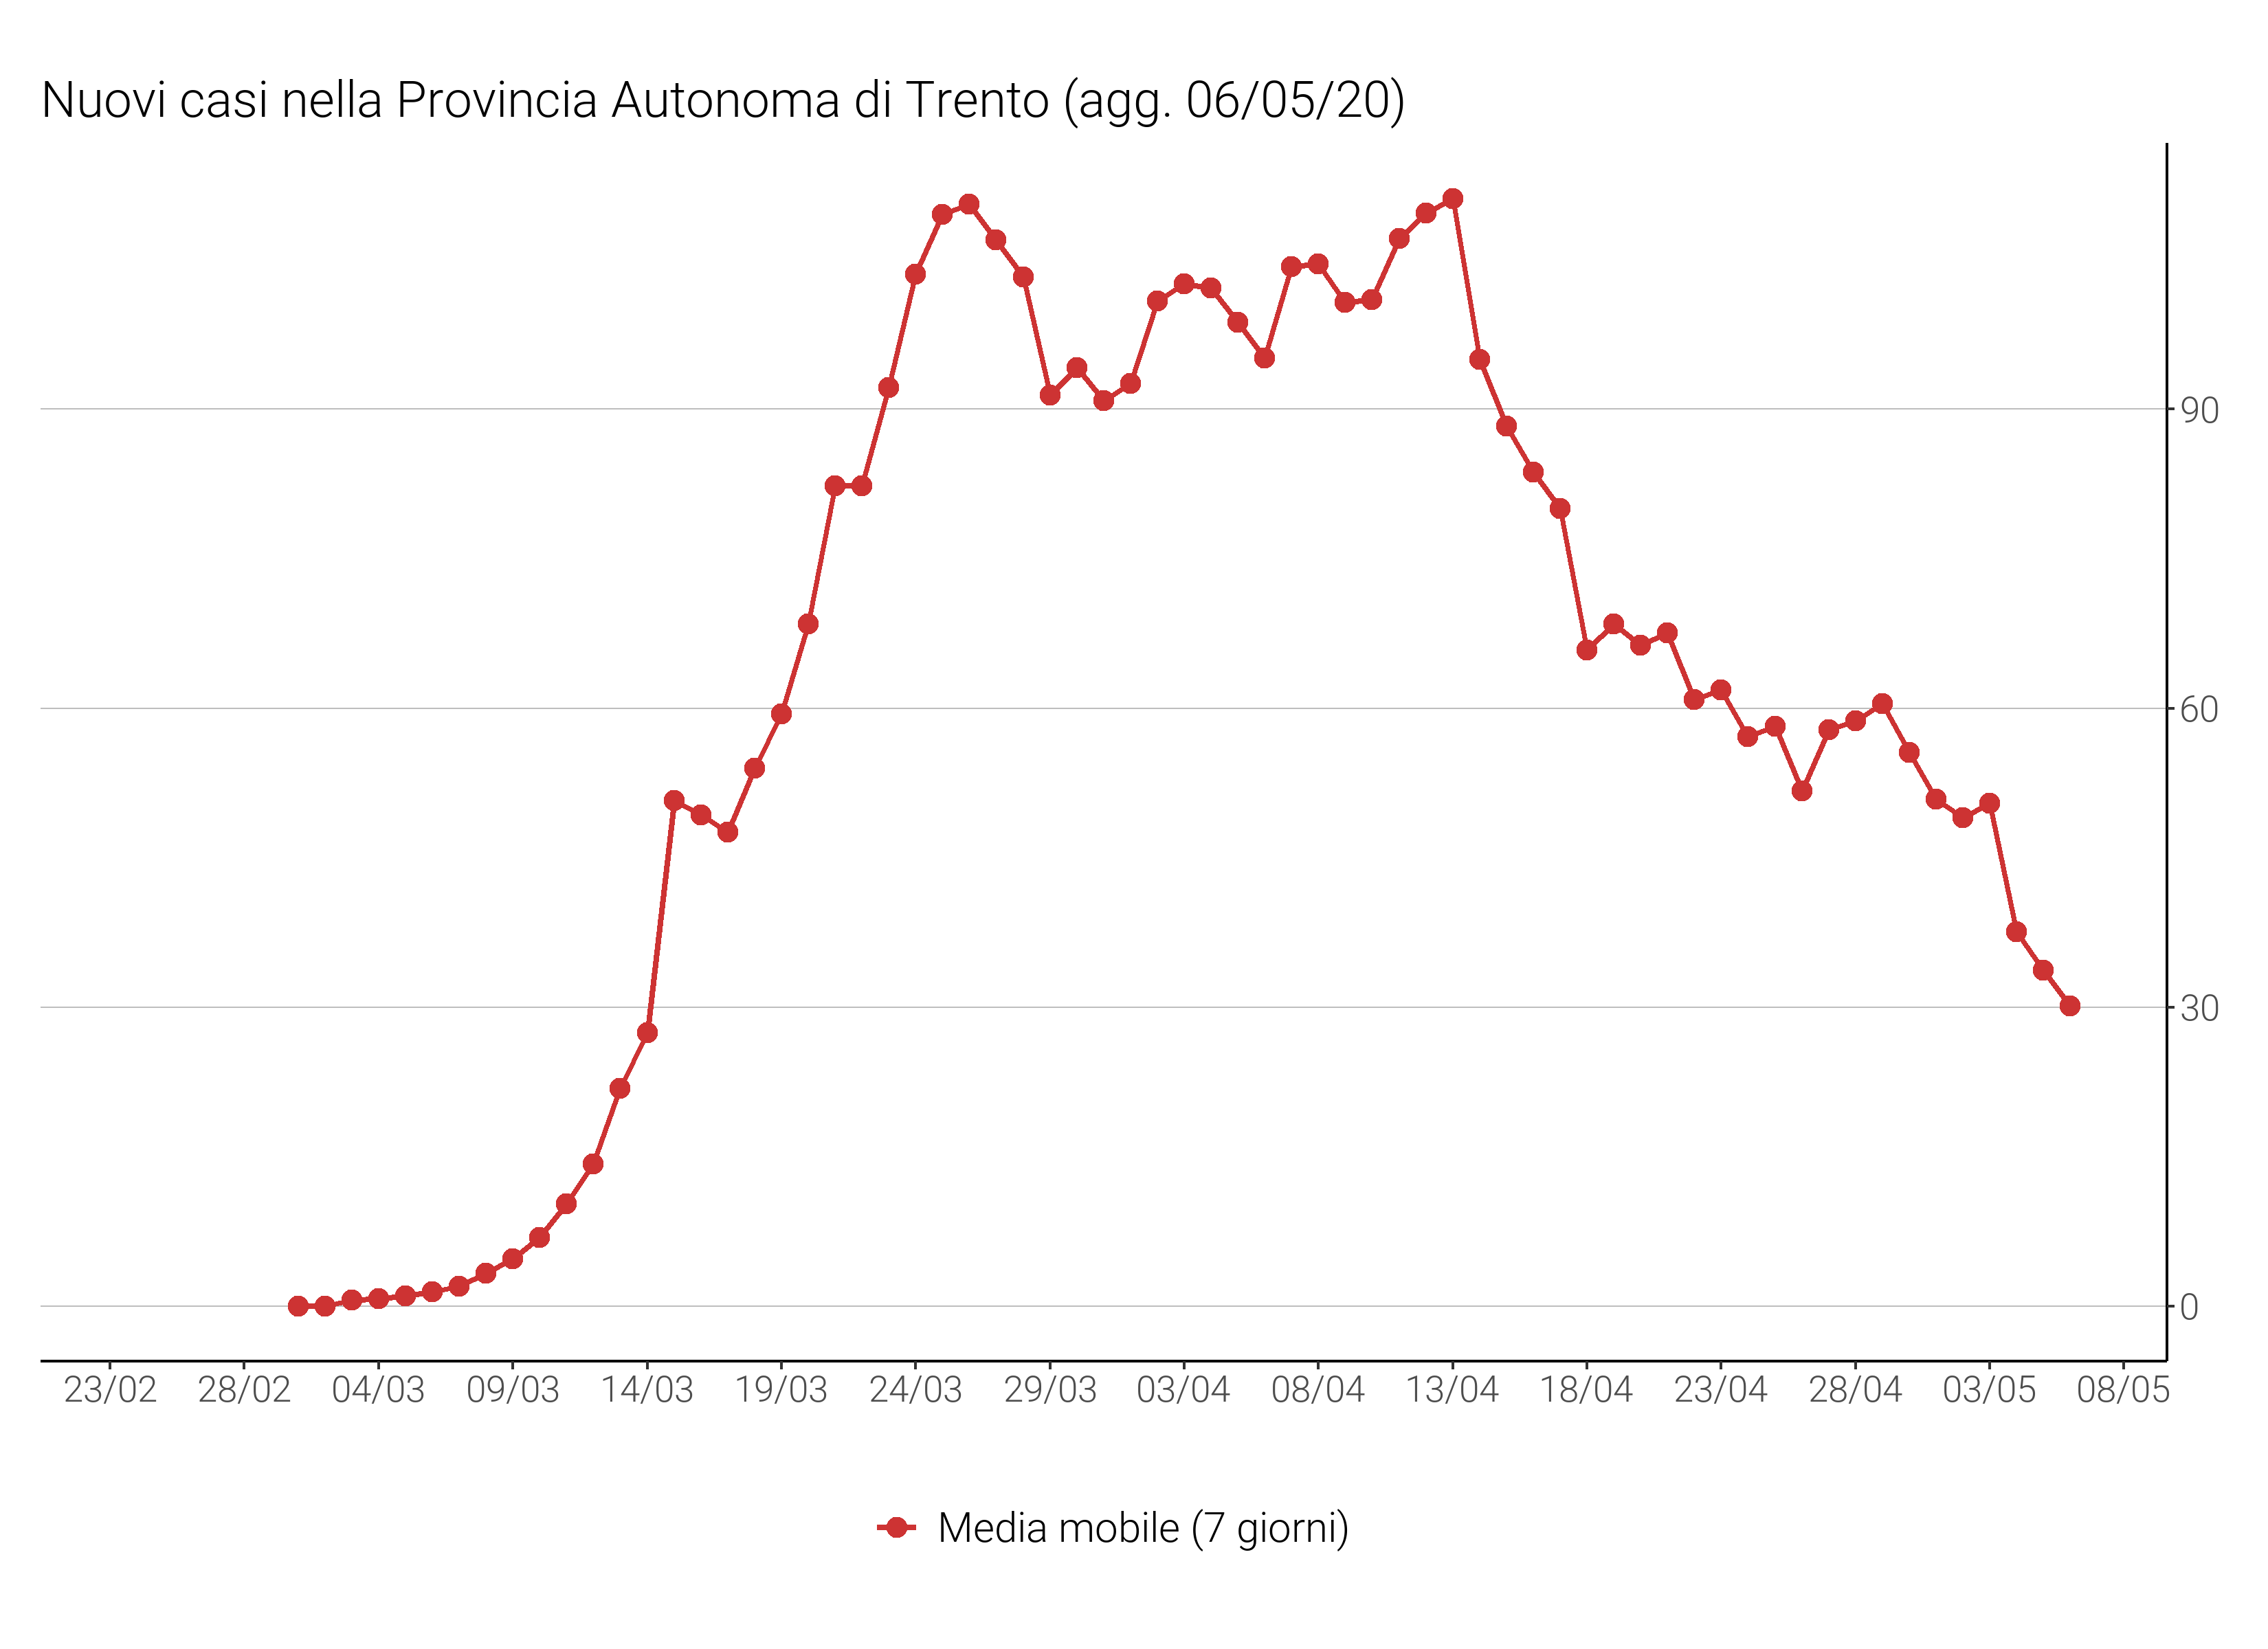 Nuovi casi nella Provincia Autonoma di Trento (agg. 06/05/20)
90
60
30
0
23/02 28/02 04/03 09/03 14/03 19/03 24/03 29/03 03/04 08/04 13/04 18/04 23/04 28/04 03/05 08/05
Media mobile (7 giorni)